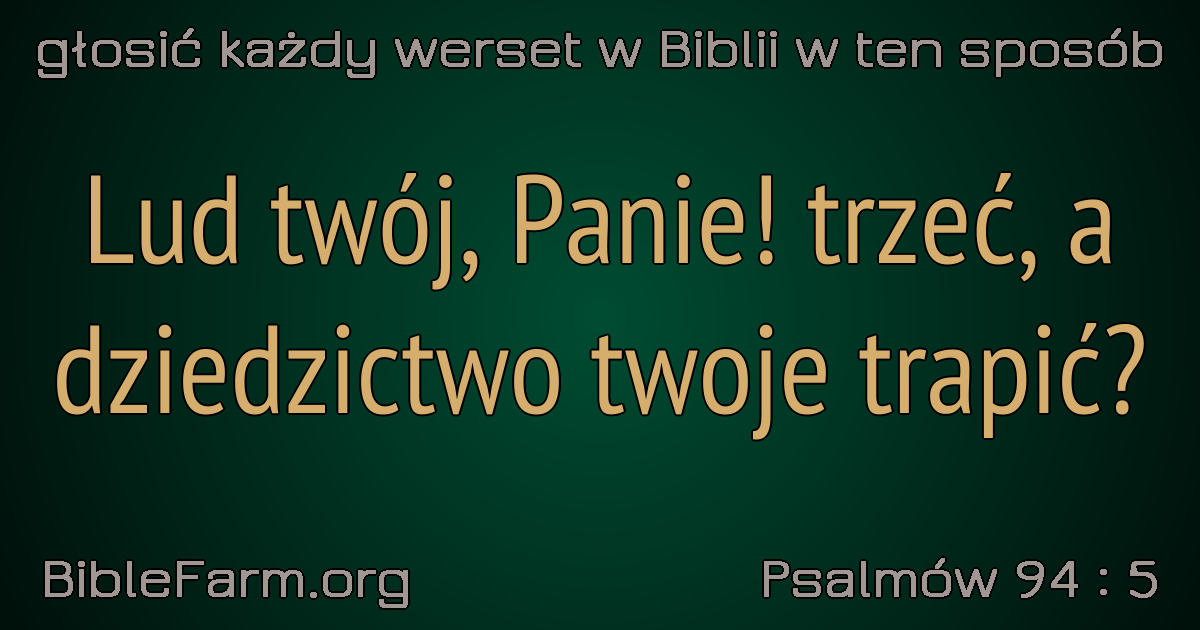 głosić każdy werset w Biblii w ten sposób
Lud twój, Panie! trzeć, a
dziedzictwo twoje trapić?
BibleFarm.org
Psalmów 94 : 5